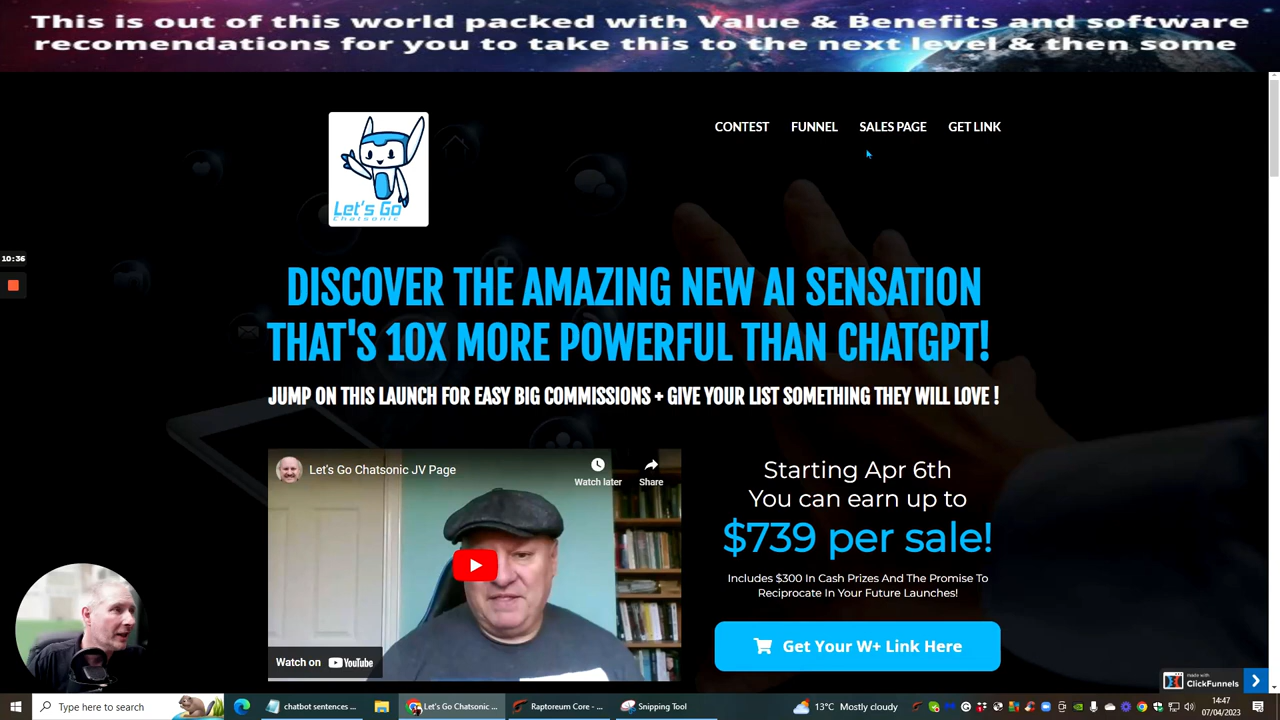 This is out of this world packed with Value & Benefits and software
recomendations for you to take this to the next level & then some
Let's Go
Chatsonic
CONTEST FUNNEL SALES PAGE GET LINK
10:36
DISCOVER THE AMAZING NEW AI SENSATION
THAT'S 10X MORE POWERFUL THAN CHATGPT!
JUMP ON THIS LAUNCH FOR EASY BIG COMMISSIONS + GIVE YOUR LIST SOMETHING THEY WILL LOVE !
Let's Go Chatsonic JV Page
Watch later
Share
Watch on YouTube
Starting Apr 6th
You can earn up to
$739 per sale!
Includes $300 In Cash Prizes And The Promise To
Reciprocate In Your Future Launches!
Get Your W+ Link Here
made with
ClickFunnels
Type here to search
chatbot sentences ...
Let's Go Chatsonic ...
Raptoreum Core - ...
Snipping Tool
13°C Mostly cloudy
14:47
07/04/2023